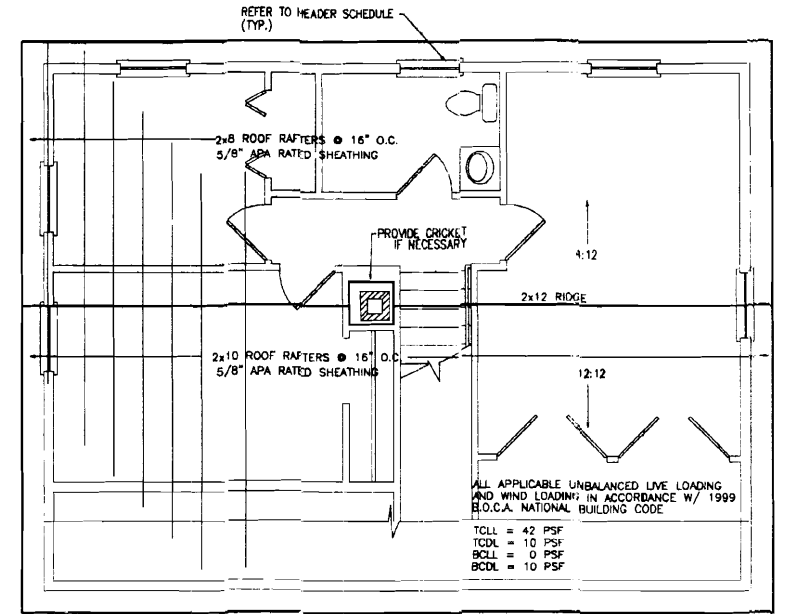 REFER TO HEADER SCHEDULE
(TYP.)
2x8 ROOF RAFTERS @ 16" O.C.
5/8" APA RATED SHEATHING
PROVIDE CRICKET
IF NECESSARY
4:12
2x12 RIDGE
2x10 ROOF RAFTERS @ 16" O.C.
5/8" APA RATED SHEATHING
12:12
ALL APPLICABLE UNBALANCED LIVE LOADING
AND WIND LOADING IN ACCORDANCE W/ 1999
B.O.C.A. NATIONAL BUILDING CODE
TCLL = 42 PSF
TCDL = 10 PSF
BCLL = 0 PSF
BCDL = 10 PSF